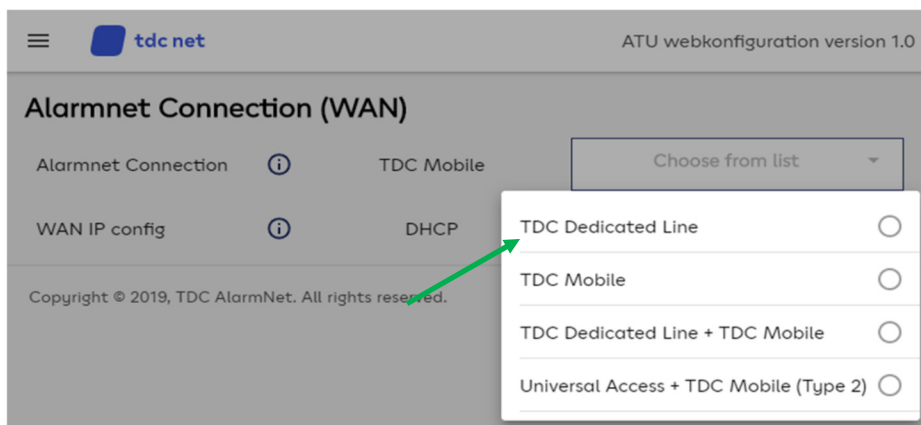 tdc net
ATU webkonfiguration version 1.0
Alarmnet Connection (WAN)
Alarmnet Connection TDC Mobile Choose from list
WAN IP config DHCP
TDC Dedicated Line
TDC Mobile
TDC Dedicated Line + TDC Mobile
Universal Access + TDC Mobile (Type 2)
Copyright © 2019, TDC AlarmNet. All rights reserved.